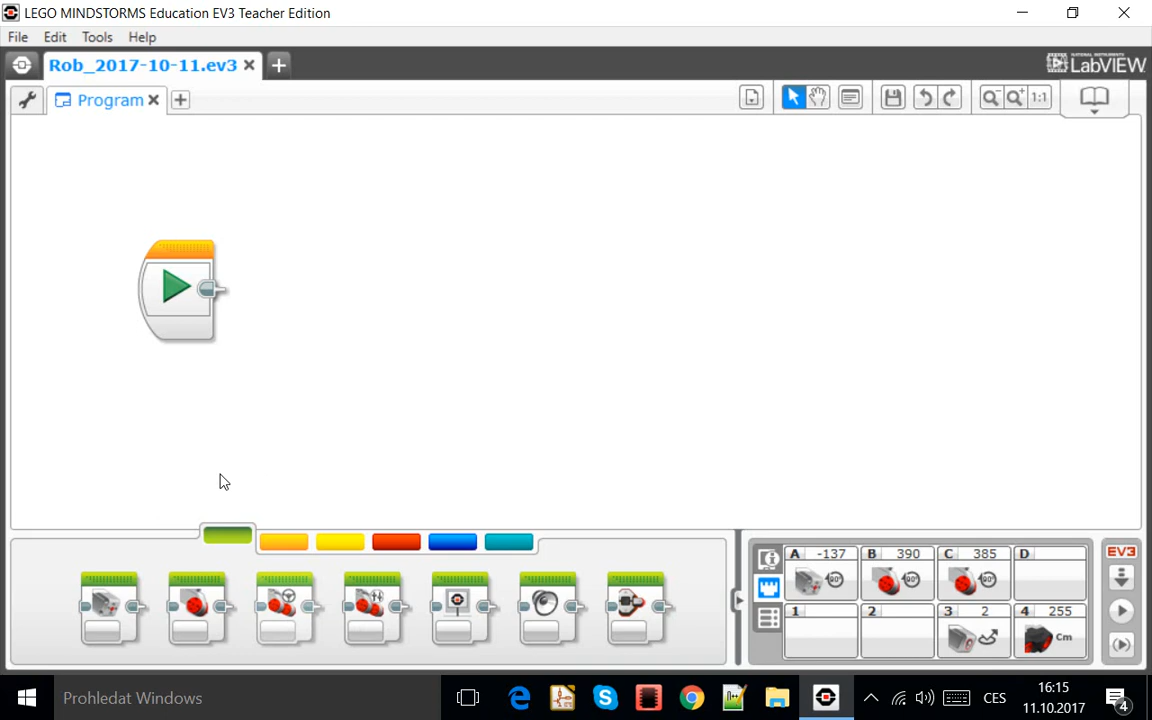 LEGO MINDSTORMS Education EV3 Teacher Edition
File Edit Tools Help
Rob_2017-10-11.ev3
NATIONAL INSTRUMENTS
LabVIEW
Program
1:1
A -137 B 390 C 385 D
EV3
1 2 3 2 4 255
Cm
Prohledat Windows
CES
16:15
11.10.2017
4